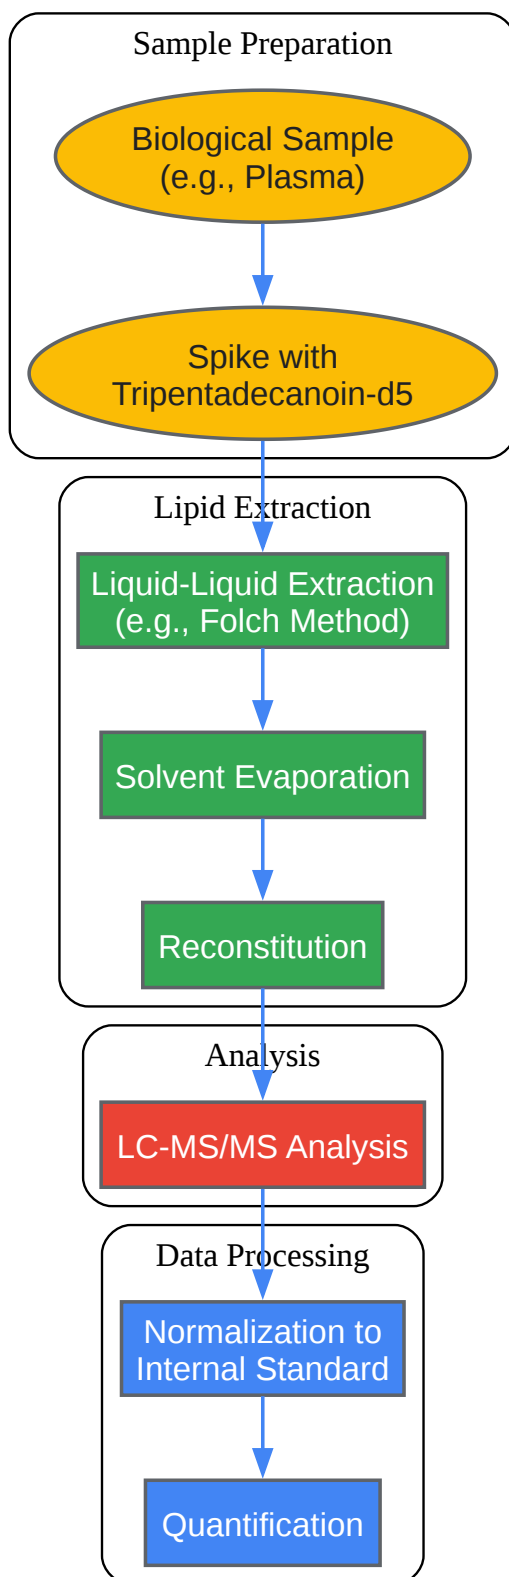 Sample Preparation
Biological Sample
(e.g., Plasma)
Spike with
Tripentadecanoin-d5
Lipid Extraction
Liquid-Liquid Extraction
(e.g., Folch Method)
Solvent Evaporation
Reconstitution
Analysis
LC-MS/MS Analysis
Data Processing
Normalization to
Internal Standard
Quantification